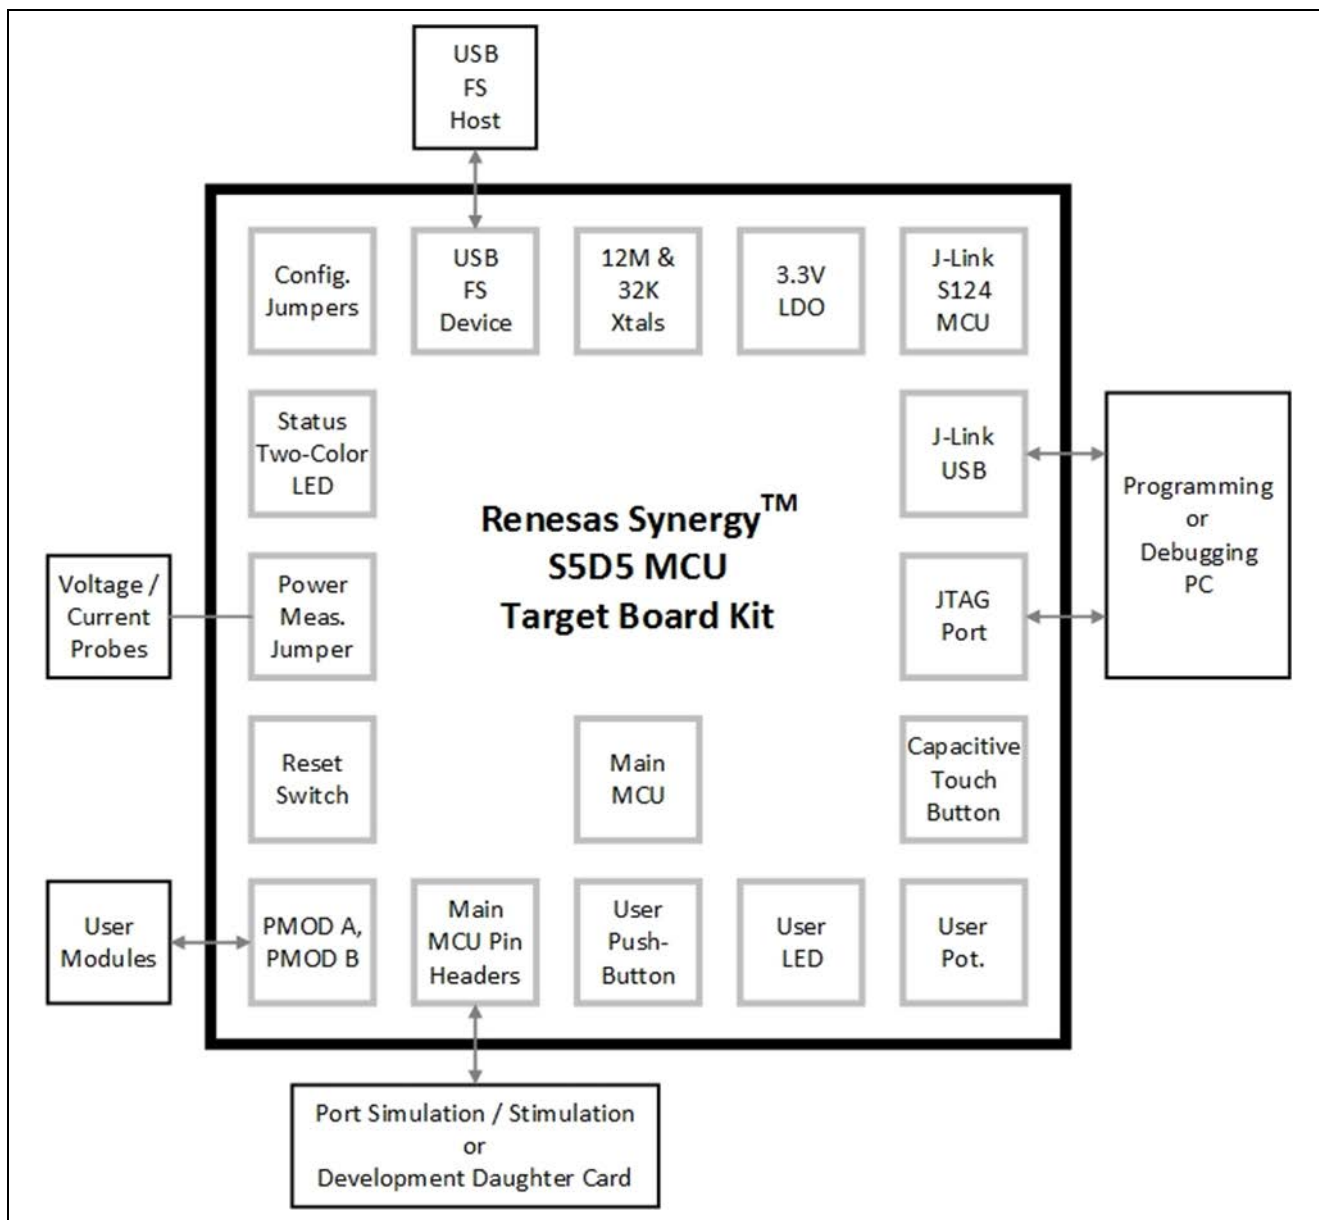 USB
FS
Host
Config.
Jumpers
USB
FS
Device
12M &
32K
Xtals
3.3V
LDO
J-Link
S124
MCU
Status
Two-Color
LED
J-Link
USB
Programming
or
Debugging
PC
Renesas Synergy™
S5D5 MCU
Target Board Kit
Voltage /
Current
Probes
Power
Meas.
Jumper
JTAG
Port
Reset
Switch
Main
MCU
Capacitive
Touch
Button
User
Modules
PMOD A,
PMOD B
Main
MCU Pin
Headers
User
Push-
Button
User
LED
User
Pot.
Port Simulation / Stimulation
or
Development Daughter Card